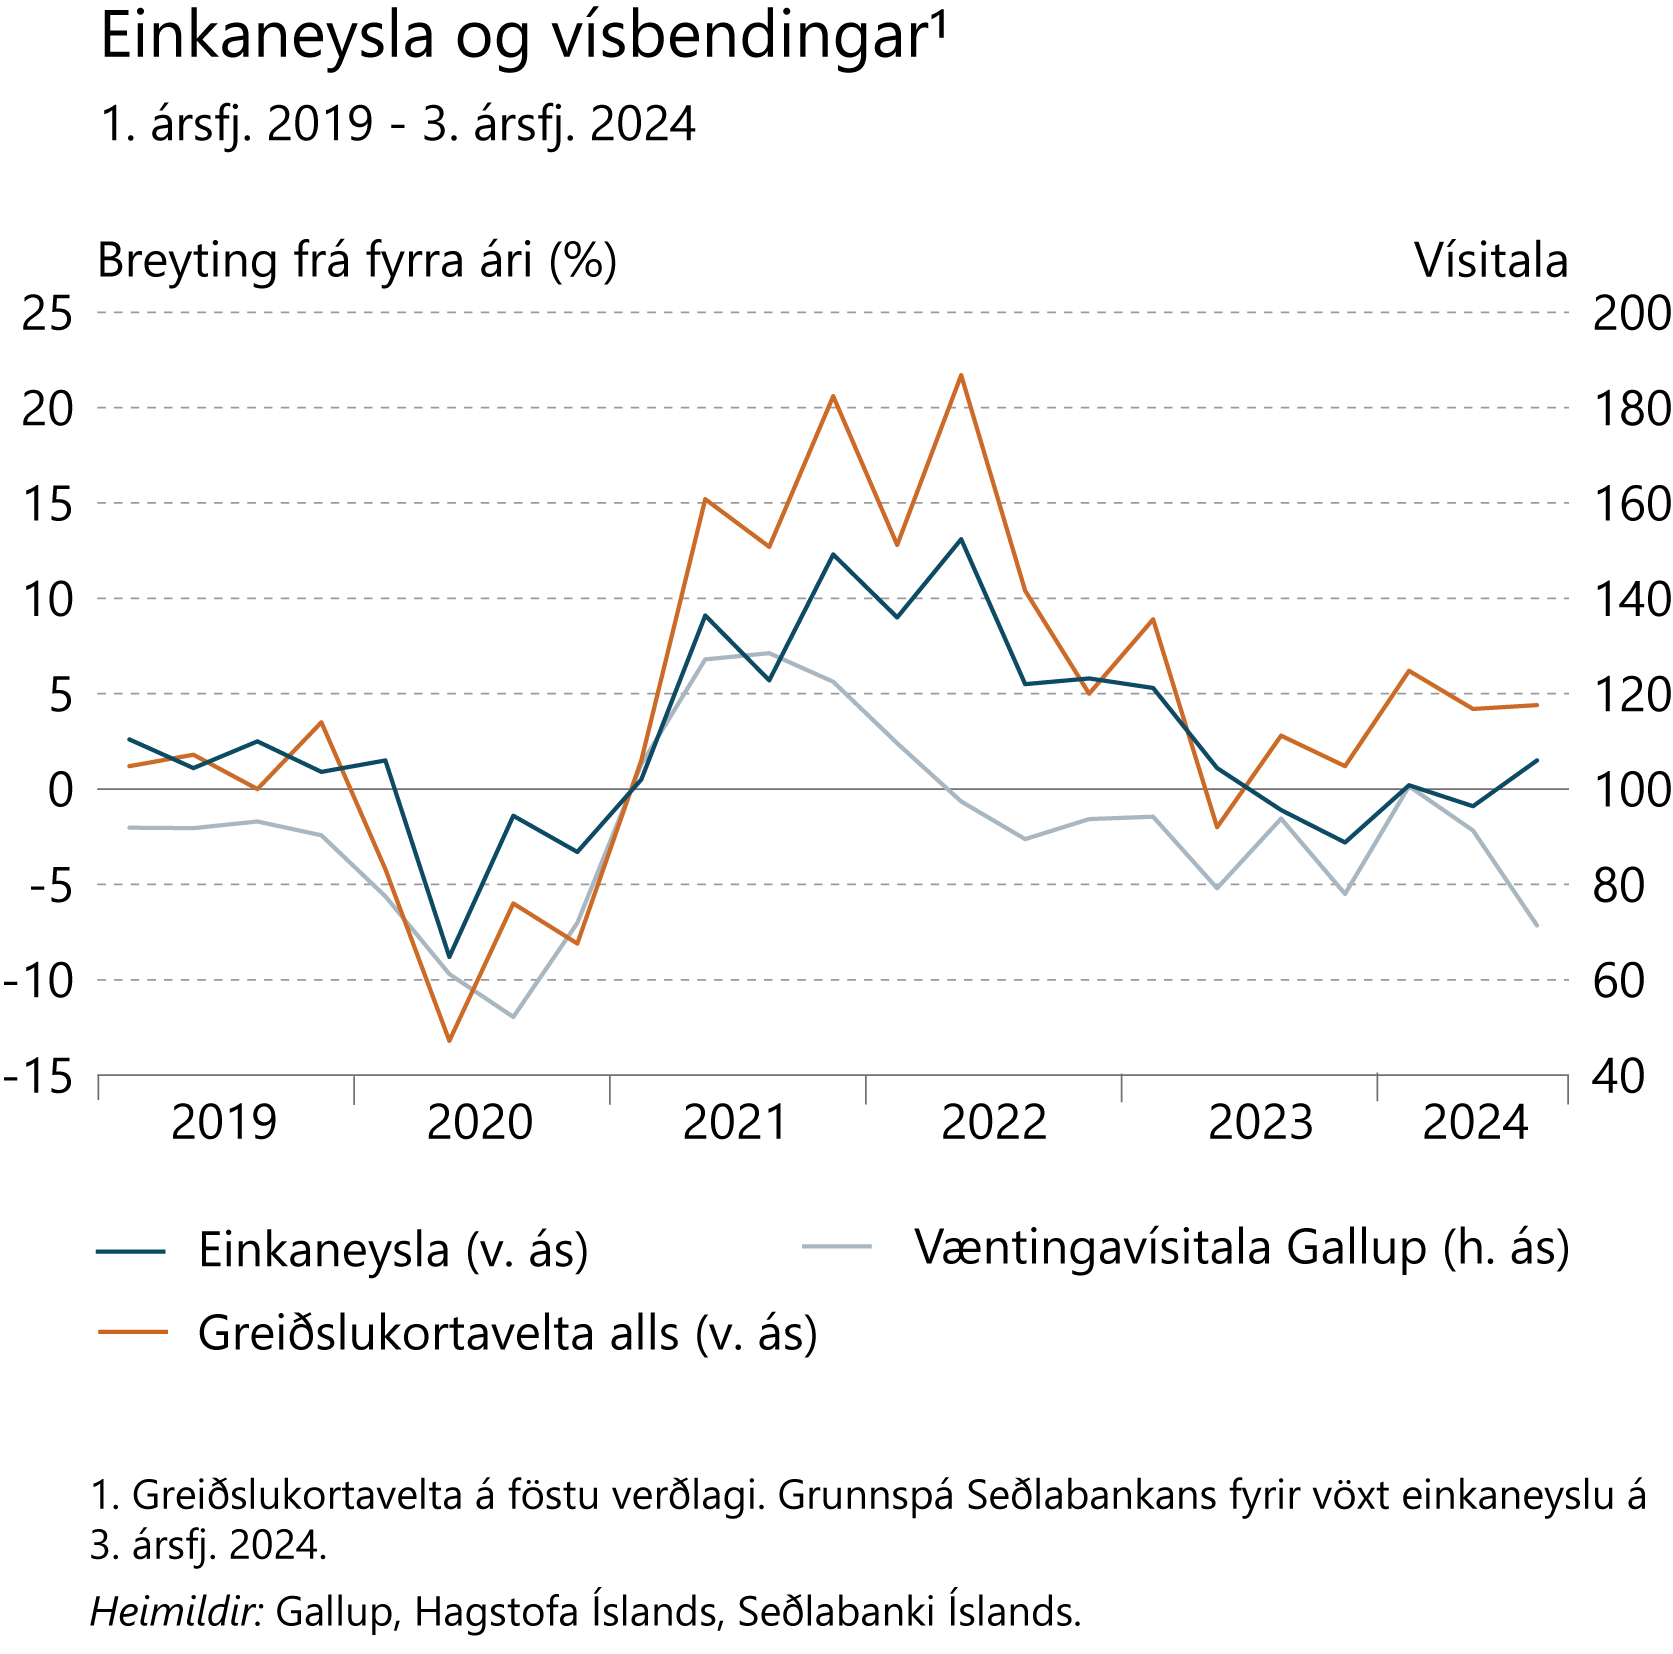 Einkaneysla og vísbendingar¹
1. ársfj. 2019 - 3. ársfj. 2024
Breyting frá fyrra ári (%)
Vísitala
25
200
20
180
15
160
10
140
5
120
0
100
-5
80
-10
60
-15
40
2019
2020
2021
2022
2023
2024
Einkaneysla (v. ás)
Væntingavísitala Gallup (h. ás)
Greiðslukortavelta alls (v. ás)
1. Greiðslukortavelta á föstu verðlagi. Grunnspá Seðlabankans fyrir vöxt einkaneyslu á
3. ársfj. 2024.
Heimildir: Gallup, Hagstofa Íslands, Seðlabanki Íslands.